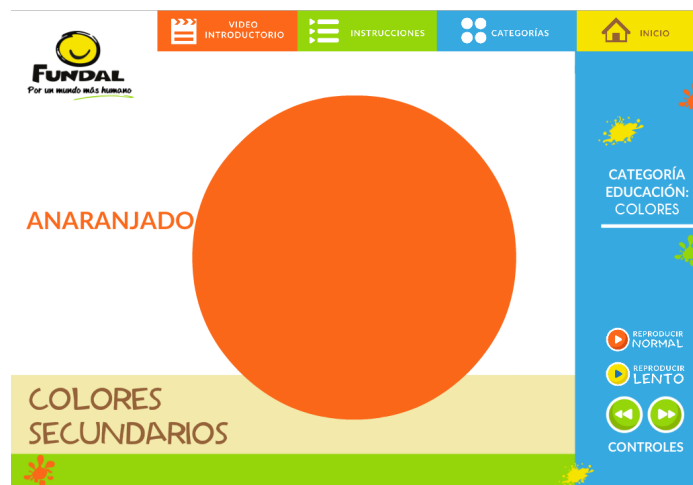 FUNDAL
Por un mundo más humano
VIDEO
INTRODUCTORIO
INSTRUCCIONES
CATEGORÍAS
INICIO
ANARANJADO
COLORES
SECUNDARIOS
CATEGORÍA
EDUCACIÓN:
COLORES
REPRODUCIR
NORMAL
REPRODUCIR
LENTO
CONTROLES